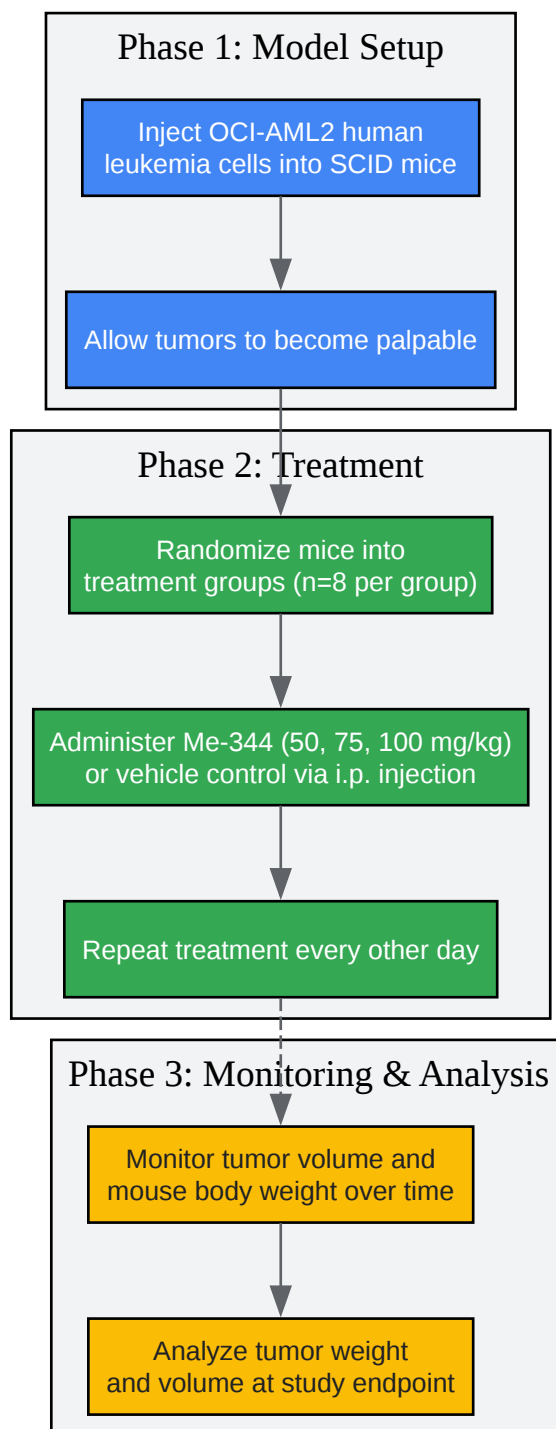 Phase 1: Model Setup
Inject OCI-AML2 human
leukemia cells into SCID mice
Allow tumors to become palpable
Phase 2: Treatment
Randomize mice into
treatment groups (n=8 per group)
Administer Me-344 (50, 75, 100 mg/kg)
or vehicle control via i.p. injection
Repeat treatment every other day
Phase 3: Monitoring & Analysis
Monitor tumor volume and
mouse body weight over time
Analyze tumor weight
and volume at study endpoint